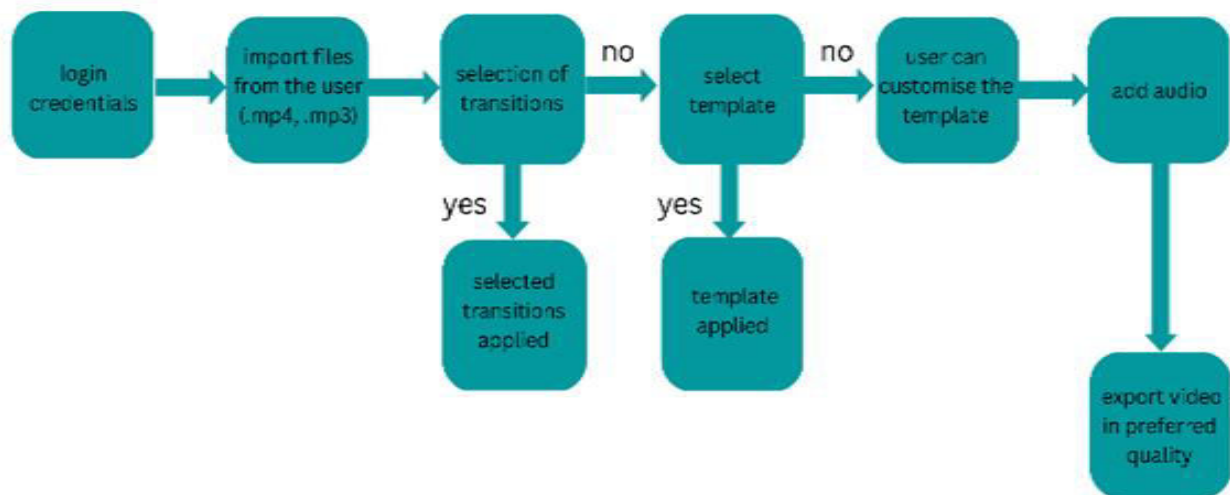 login
credentials
import files
from the user
(.mp4, .mp3)
selection of
transitions
no
select
template
no
user can
customise the
template
add audio
yes
selected
transitions
applied
yes
template
applied
export video
in preferred
quality